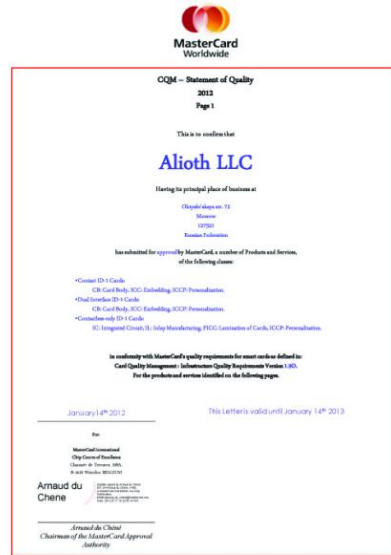 MasterCard
Worldwide
CQM – Statement of Quality
2012
Page 1
This is to confirm that
Alioth LLC
Having its principal place of business at
Moscow
127521
Russian Federation
has submitted for approval by MasterCard, a number of Products and Services,
of the following classes:
•Contact ID-1 Cards:
CB: Card Body, ICC: Embedding, ICCP: Personalization.
•Dual Interface ID-1 Cards:
CB: Card Body, ICC: Embedding, ICCP: Personalization.
•Contactless-only ID-1 Cards:
IC: Integrated Circuit, IL: Inlay Manufacturing, PICC: Lamination of Cards, ICCP: Personalization.
in conformity with MasterCard's quality requirements for smart cards as defined in:
Card Quality Management : Infrastructure Quality Requirements Version
For the products and services identified on the following pages.
January 14th 2012
This Letter is valid until January 14th 2013
For:
MasterCard International
Chip Centre of Excellence
Chaussée de Tervuren,
Waterloo BELGIUM
Arnaud du
Chene
Arnaud du Chéné
Chairman of the MasterCard Approval
Authority